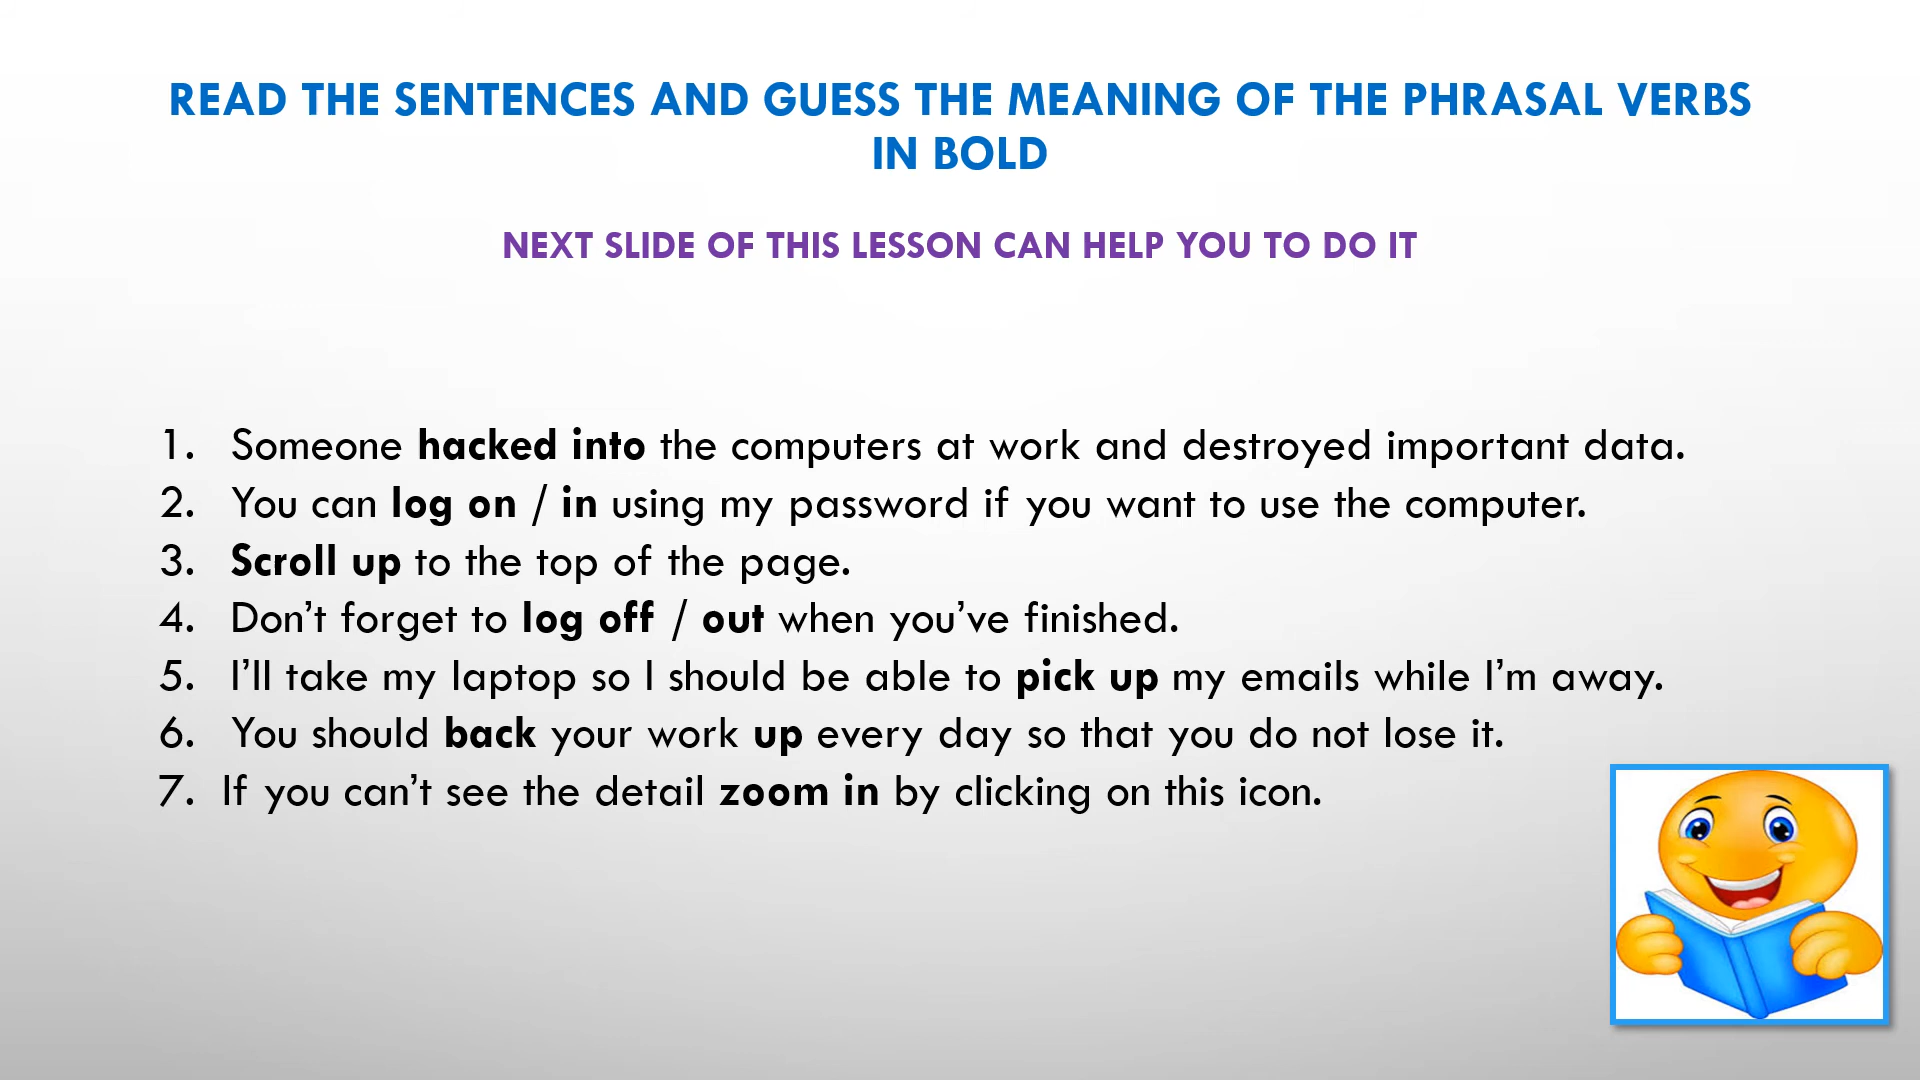 READ THE SENTENCES AND GUESS THE MEANING OF THE PHRASAL VERBS
IN BOLD
NEXT SLIDE OF THIS LESSON CAN HELP YOU TO DO IT
1. Someone hacked into the computers at work and destroyed important data.
2. You can log on / in using my password if you want to use the computer.
3. Scroll up to the top of the page.
4. Don’t forget to log off / out when you’ve finished.
5. I’ll take my laptop so I should be able to pick up my emails while I’m away.
6. You should back your work up every day so that you do not lose it.
7. If you can’t see the detail zoom in by clicking on this icon.